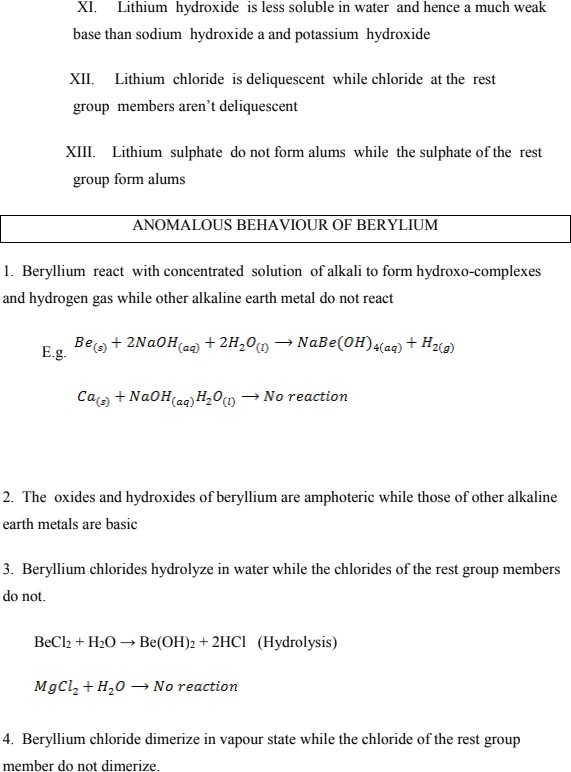 XI. Lithium hydroxide is less soluble in water and hence a much weak
base than sodium hydroxide a and potassium hydroxide
XII. Lithium chloride is deliquescent while chloride at the rest
group members aren't deliquescent
XIII. Lithium sulphate do not form alums while the sulphate of the rest
group form alums
ANOMALOUS BEHAVIOUR OF BERYLIUM
1. Beryllium react with concentrated solution of alkali to form hydroxo-complexes
and hydrogen gas while other alkaline earth metal do not react
E.g. Be(s) + 2NaOH(aq) + 2H₂O(l) → NaBe(OH)₄(aq) + H₂(g)
Ca(s) + NaOH(aq)H₂O(l) → No reaction
2. The oxides and hydroxides of beryllium are amphoteric while those of other alkaline
earth metals are basic
3. Beryllium chlorides hydrolyze in water while the chlorides of the rest group members
do not.
BeCl₂ + H₂O → Be(OH)₂ + 2HCl (Hydrolysis)
MgCl₂ + H₂O → No reaction
4. Beryllium chloride dimerize in vapour state while the chloride of the rest group
member do not dimerize.